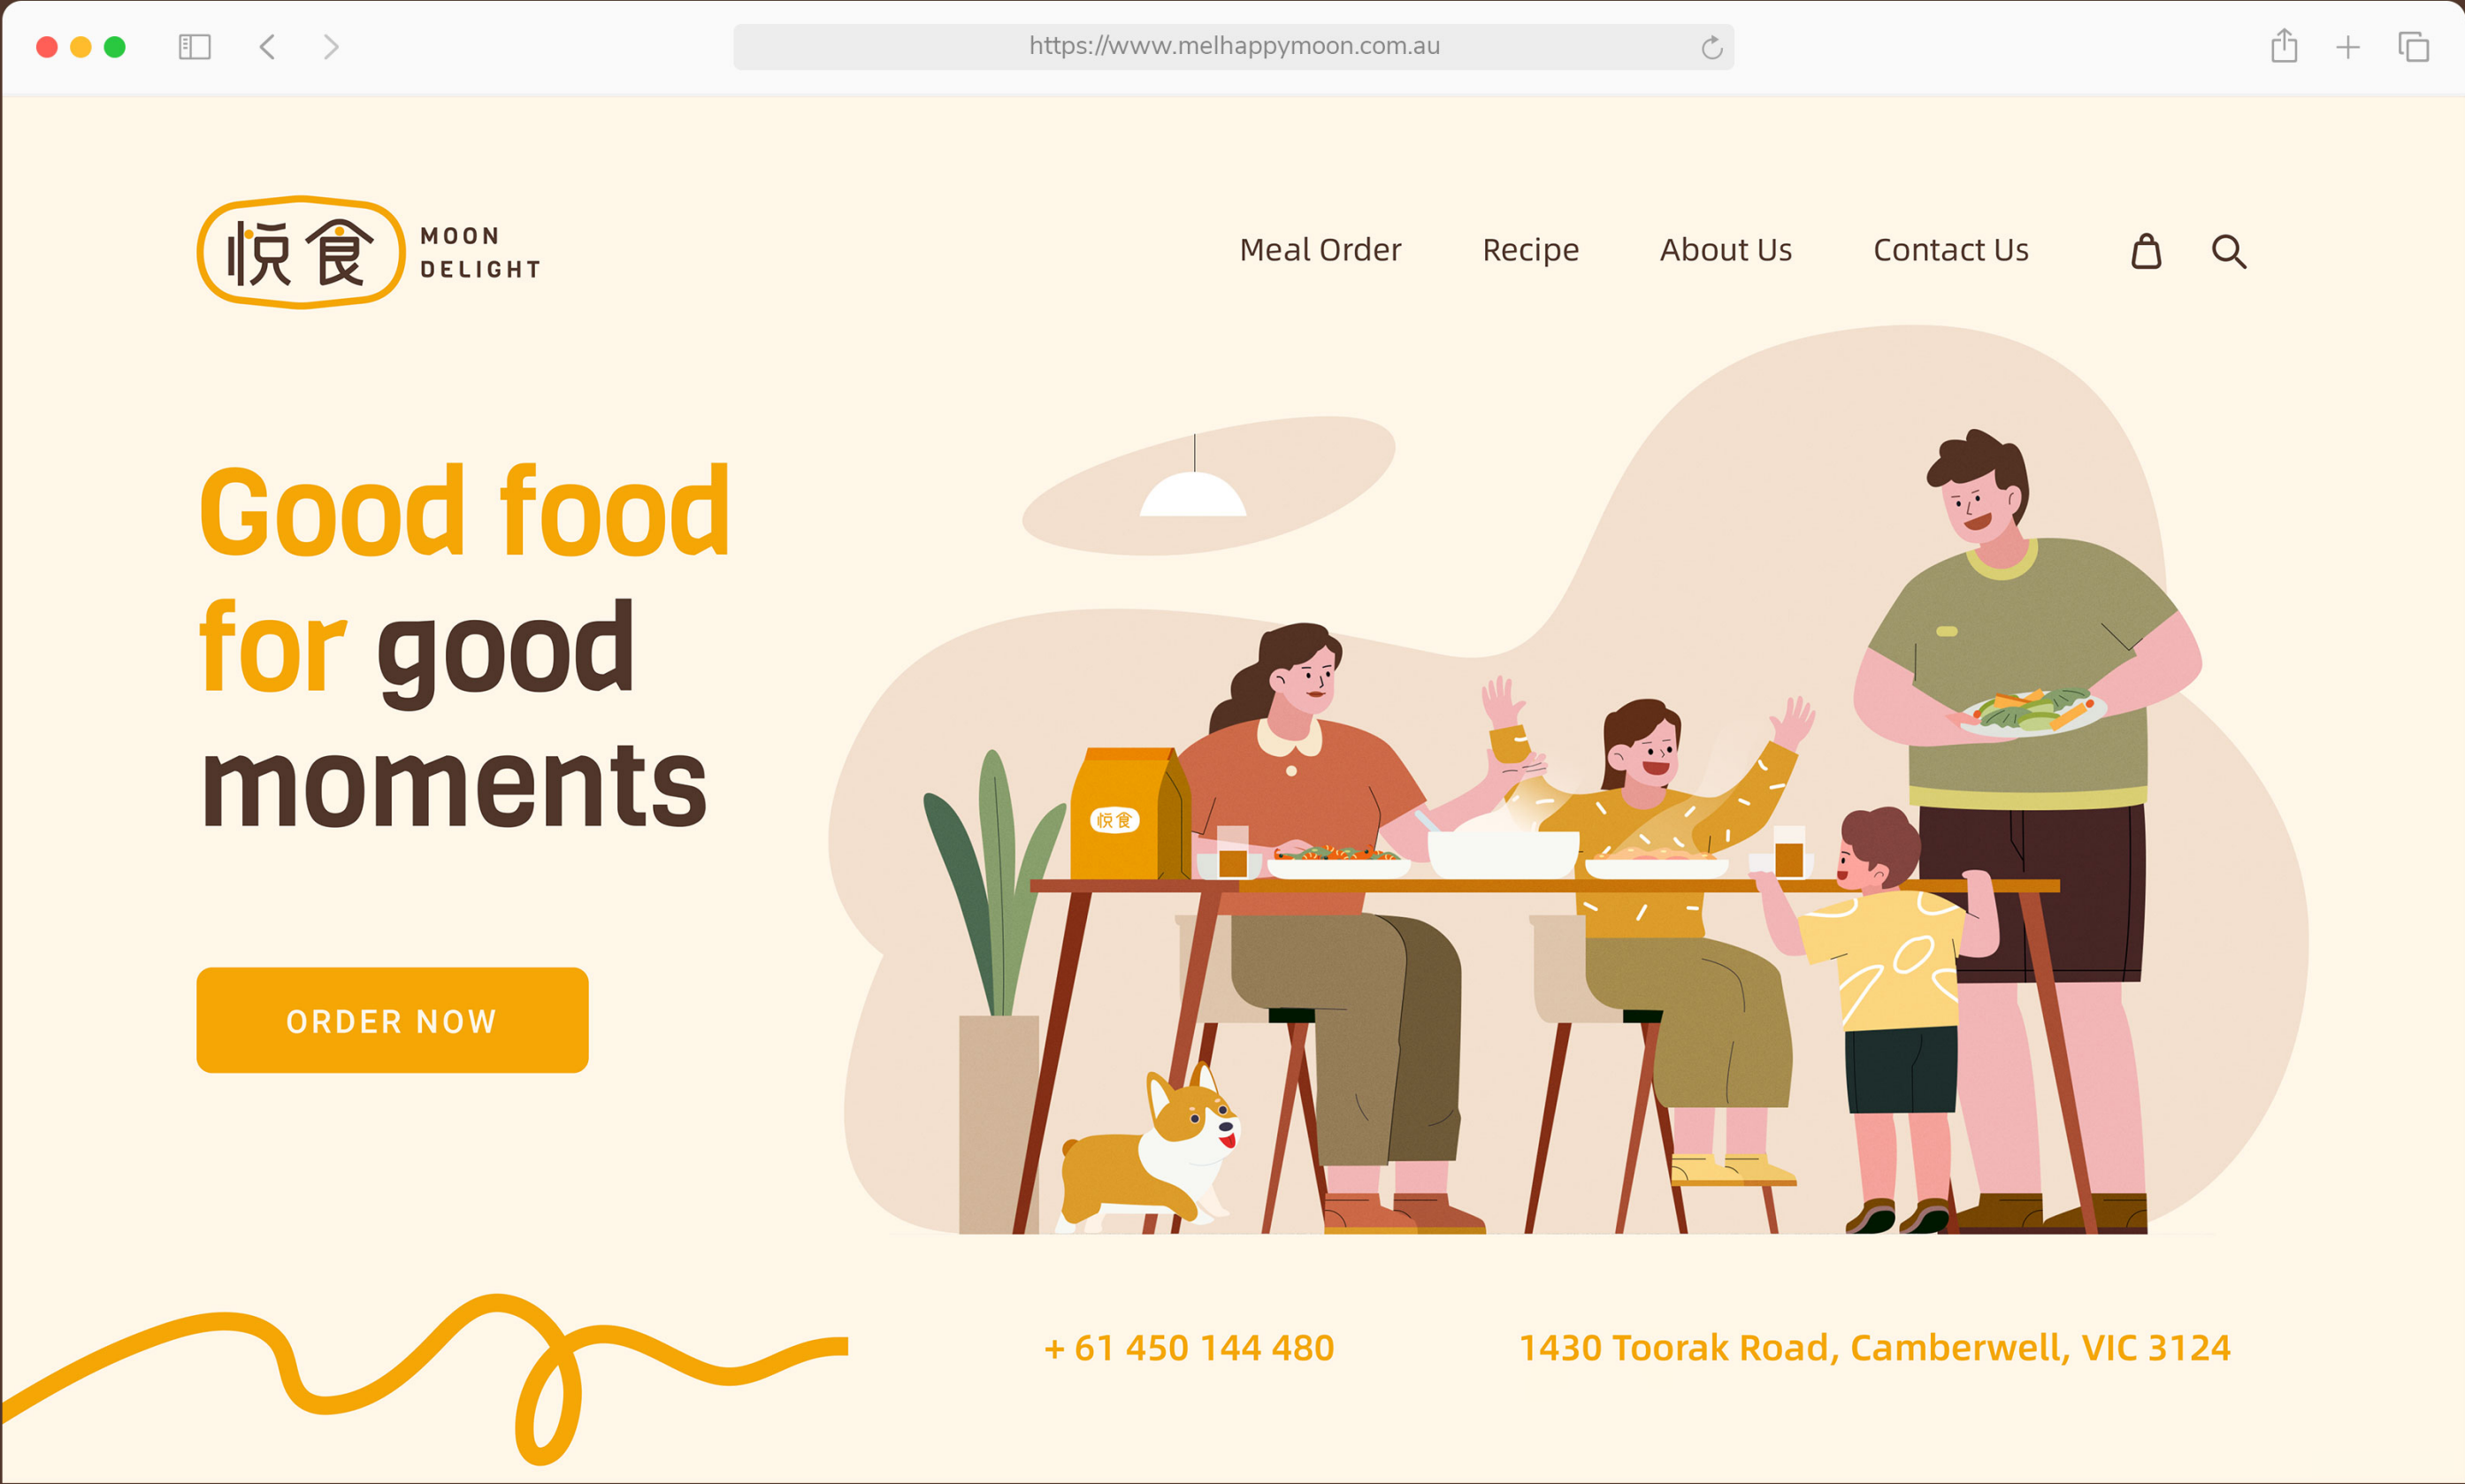 https://www.melhappymoon.com.au
悦食
MOON
DELIGHT
Meal Order
Recipe
About Us
Contact Us
Good food
for good
moments
悦食
ORDER NOW
+ 61 450 144 480
1430 Toorak Road, Camberwell, VIC 3124